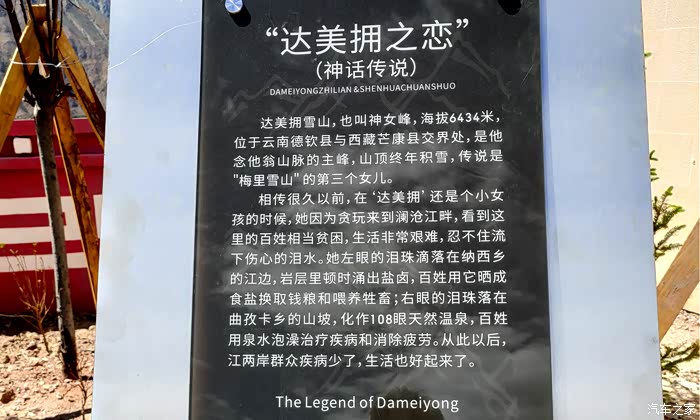 “达美拥之恋”
（神话传说）
DAMEIYONGZHILIAN &SHENHUACHUANSHUO
达美拥雪山，也叫神女峰，海拔6434米，
位于云南德钦县与西藏芒康县交界处，是他
念他翁山脉的主峰，山顶终年积雪，传说是
"梅里雪山"的第三个女儿。
相传很久以前，在‘达美拥’还是个小女
孩的时候，她因为贪玩来到澜沧江畔，看到这
里的百姓相当贫困，生活非常艰难，忍不住流
下伤心的泪水。她左眼的泪珠滴落在纳西乡
的江边，岩层里顿时涌出盐卤，百姓用它晒成
食盐换取钱粮和喂养牲畜；右眼的泪珠落在
曲孜卡乡的山坡，化作108眼天然温泉，百姓
用泉水泡澡治疗疾病和消除疲劳。从此以后，
江两岸群众疾病少了，生活也好起来了。
The Legend of Dameiyong
汽车之家